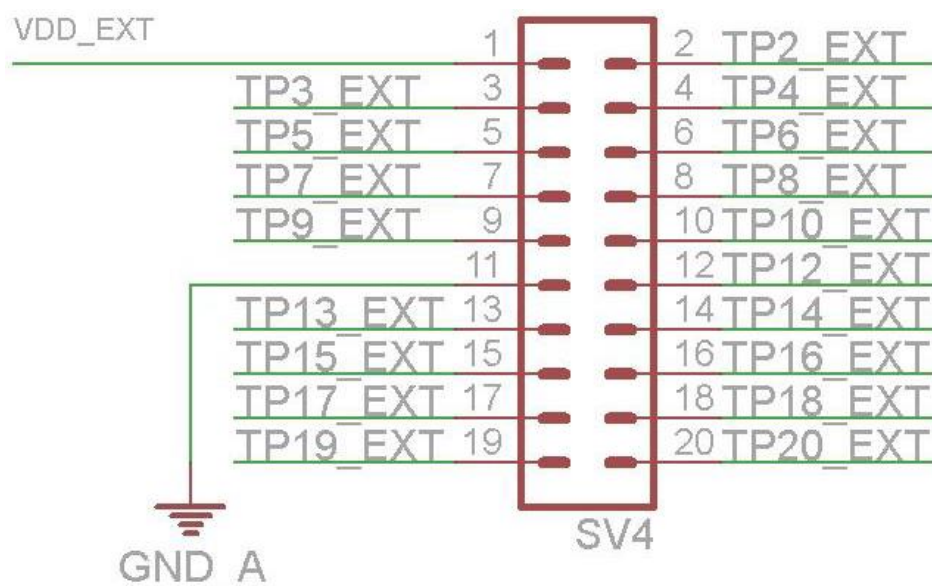 VDD_EXT 1 2 TP2_EXT
TP3_EXT 3 4 TP4_EXT
TP5_EXT 5 6 TP6_EXT
TP7_EXT 7 8 TP8_EXT
TP9_EXT 9 10 TP10_EXT
11 12 TP12_EXT
TP13_EXT 13 14 TP14_EXT
TP15_EXT 15 16 TP16_EXT
TP17_EXT 17 18 TP18_EXT
TP19_EXT 19 20 TP20_EXT
SV4
GND_A